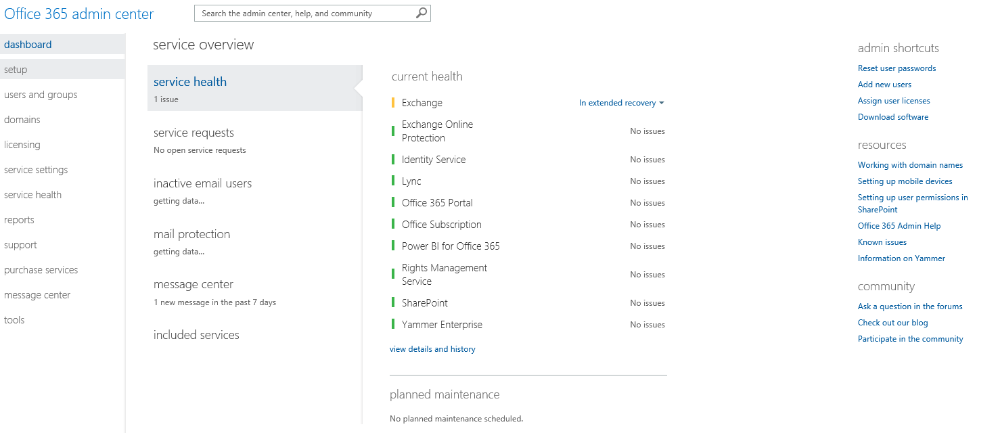 Office 365 admin center
Search the admin center, help, and community
dashboard
setup
users and groups
domains
licensing
service settings
service health
reports
support
purchase services
message center
tools
service overview
service health
1 issue
service requests
No open service requests
inactive email users
getting data...
mail protection
getting data...
message center
1 new message in the past 7 days
included services
current health
Exchange In extended recovery
Exchange Online
Protection No issues
Identity Service No issues
Lync No issues
Office 365 Portal No issues
Office Subscription No issues
Power BI for Office 365 No issues
Rights Management
Service No issues
SharePoint No issues
Yammer Enterprise No issues
view details and history
planned maintenance
No planned maintenance scheduled.
admin shortcuts
Reset user passwords
Add new users
Assign user licenses
Download software
resources
Working with domain names
Setting up mobile devices
Setting up user permissions in
SharePoint
Office 365 Admin Help
Known issues
Information on Yammer
community
Ask a question in the forums
Check out our blog
Participate in the community